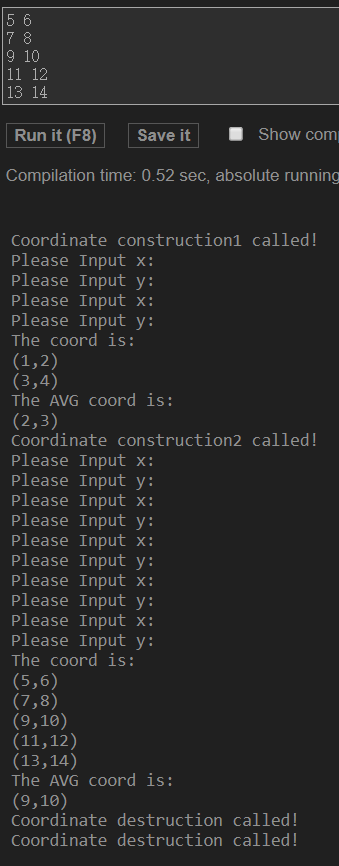 5 6
7 8
9 10
11 12
13 14
Run it (F8) Save it Show comp
Compilation time: 0.52 sec, absolute running
Coordinate construction1 called!
Please Input x:
Please Input y:
Please Input x:
Please Input y:
The coord is:
(1,2)
(3,4)
The AVG coord is:
(2,3)
Coordinate construction2 called!
Please Input x:
Please Input y:
Please Input x:
Please Input y:
Please Input x:
Please Input y:
Please Input x:
Please Input y:
Please Input x:
Please Input y:
The coord is:
(5,6)
(7,8)
(9,10)
(11,12)
(13,14)
The AVG coord is:
(9,10)
Coordinate destruction called!
Coordinate destruction called!